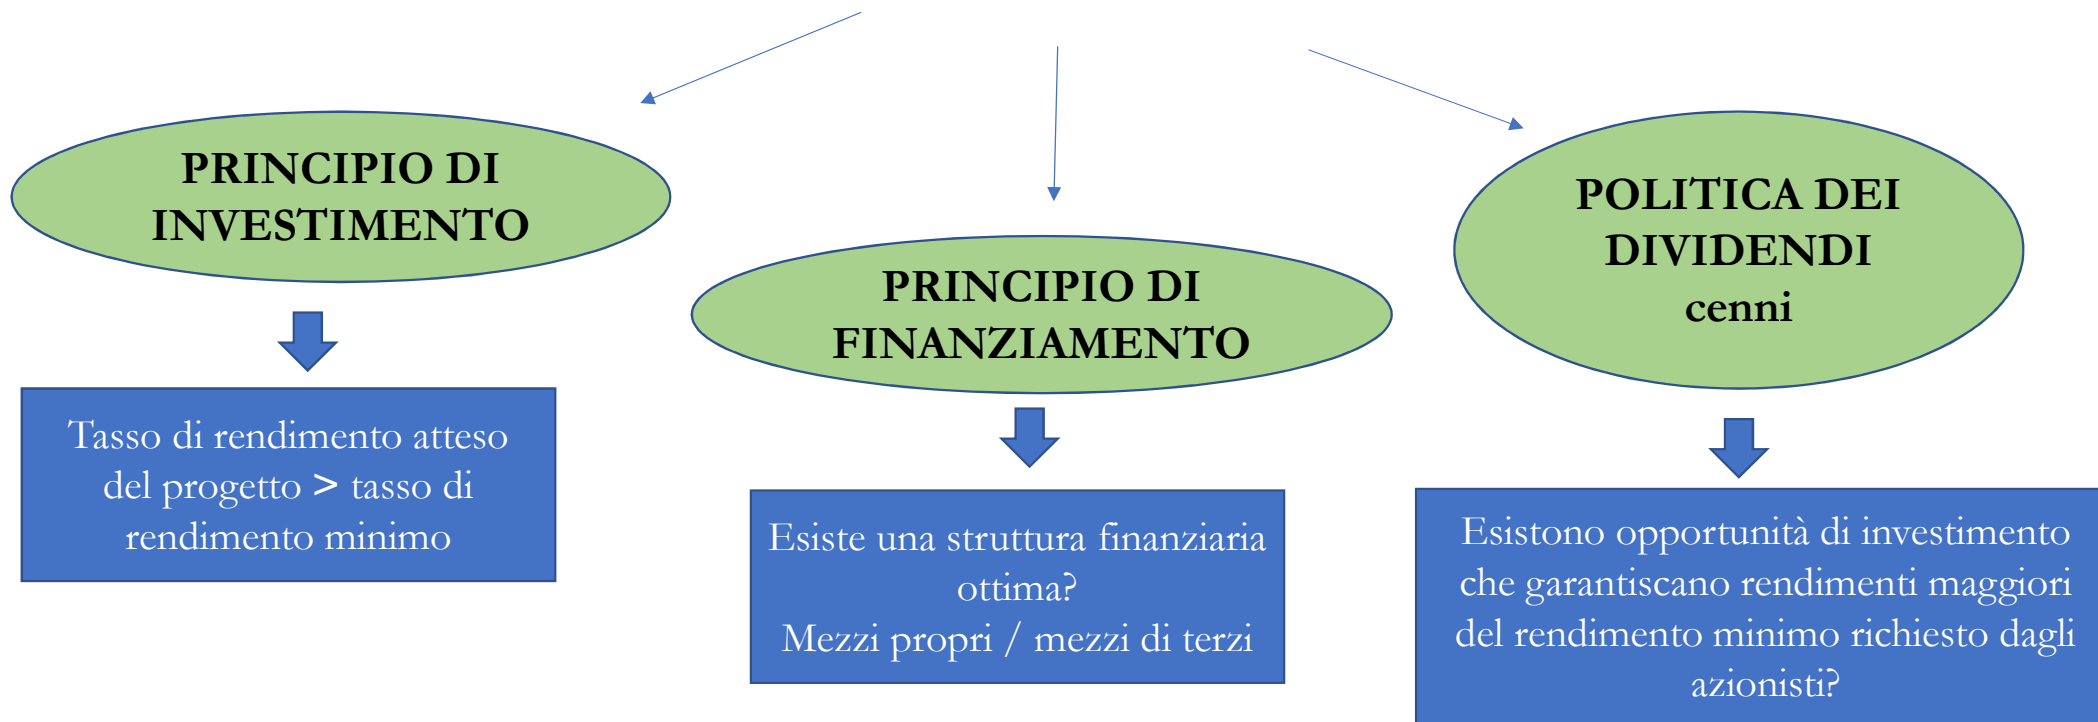 PRINCIPIO DI
INVESTIMENTO
Tasso di rendimento atteso
del progetto > tasso di
rendimento minimo
PRINCIPIO DI
FINANZIAMENTO
Esiste una struttura finanziaria
ottima?
Mezzi propri / mezzi di terzi
POLITICA DEI
DIVIDENDI
cenni
Esistono opportunità di investimento
che garantiscano rendimenti maggiori
del rendimento minimo richiesto dagli
azionisti?